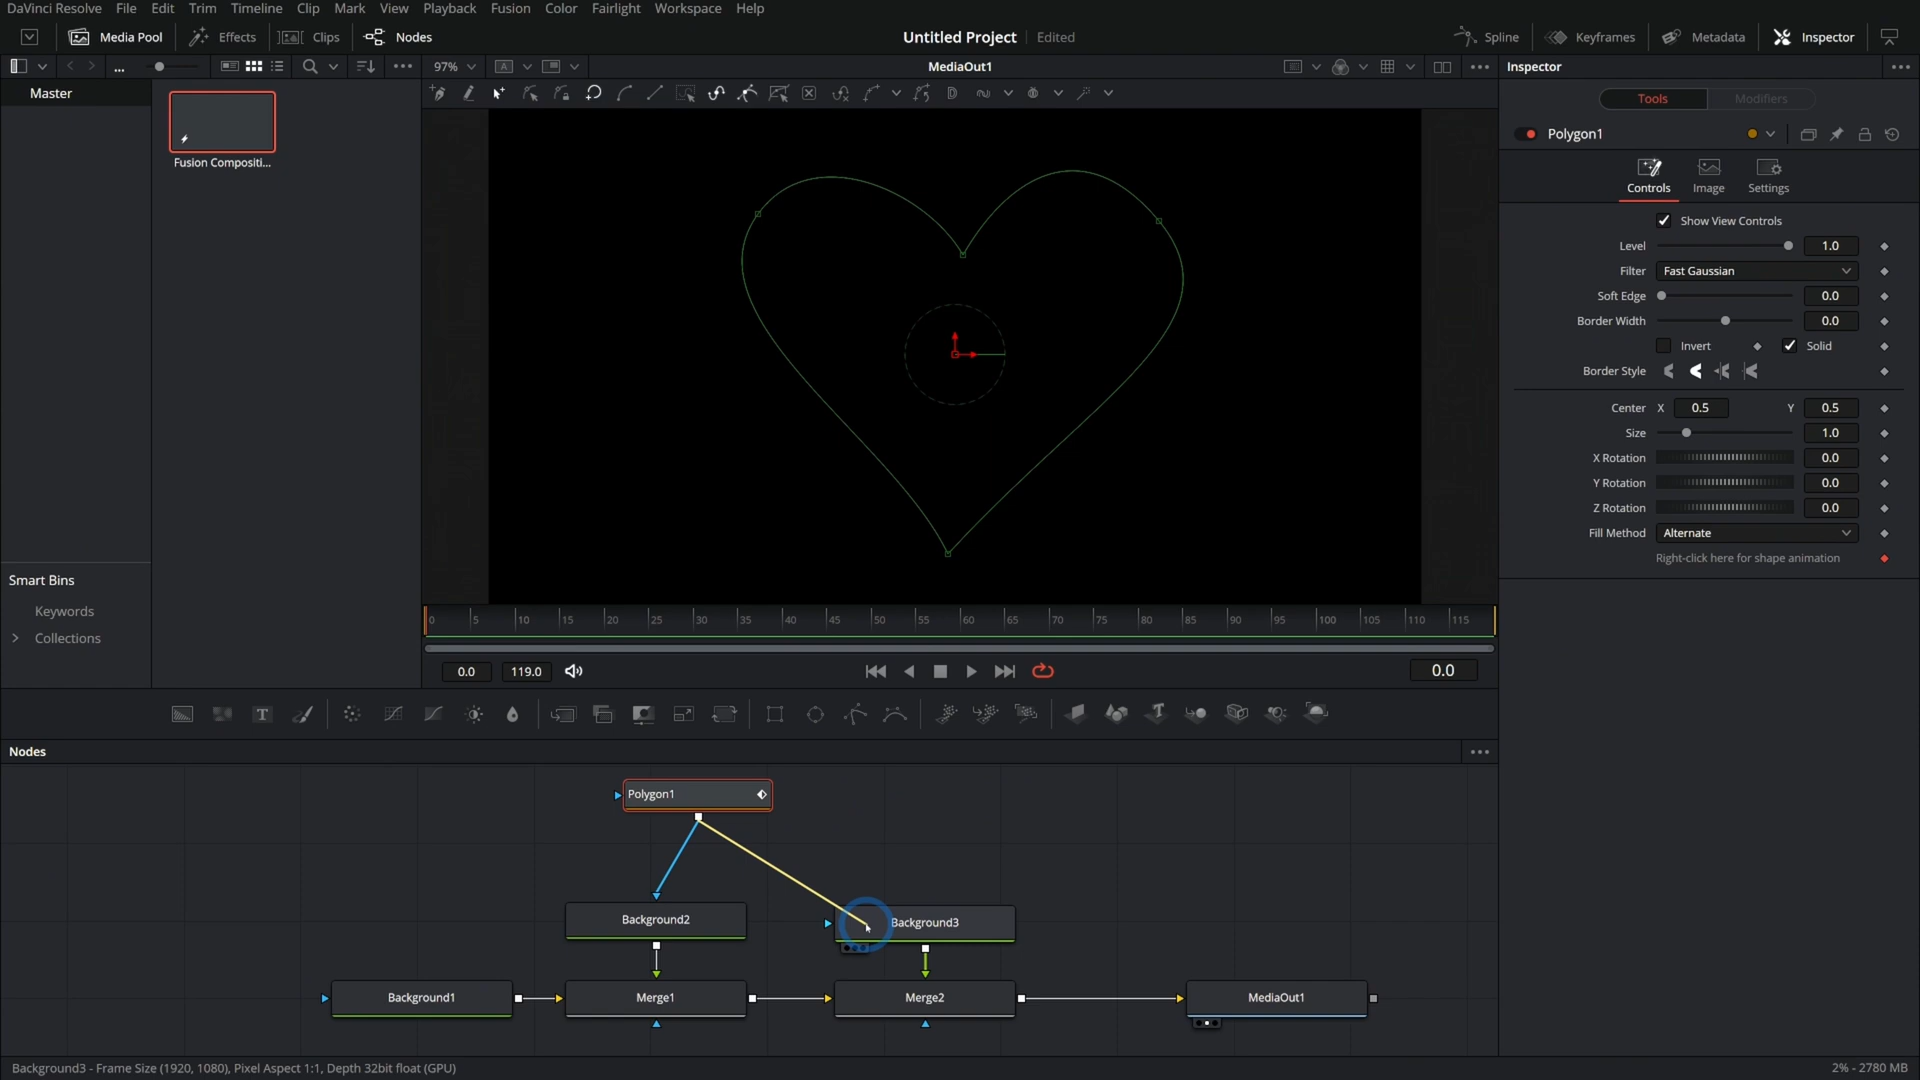 DaVinci Resolve File Edit Trim Timeline Clip Mark View Playback Fusion Color Fairlight Workspace Help
Media Pool Effects Clips Nodes Untitled Project Edited Spline Keyframes Metadata Inspector
... 97% A MediaOut1 Inspector
Master
Fusion Compositi...
Tools Modifiers
Polygon1
Controls Image Settings
Show View Controls
Level 1.0
Filter Fast Gaussian
Soft Edge 0.0
Border Width 0.0
Invert Solid
Border Style
Center X 0.5 Y 0.5
Size 1.0
X Rotation 0.0
Y Rotation 0.0
Z Rotation 0.0
Fill Method Alternate
Right-click here for shape animation
Smart Bins
Keywords
Collections
0 5 10 15 20 25 30 35 40 45 50 55 60 65 70 75 80 85 90 95 100 105 110 115
0.0 119.0 0.0
T
Nodes
Polygon1
Background2 Background3
Background1 Merge1 Merge2 MediaOut1
Background3 - Frame Size (1920, 1080), Pixel Aspect 1:1, Depth 32bit float (GPU) 2% - 2780 MB